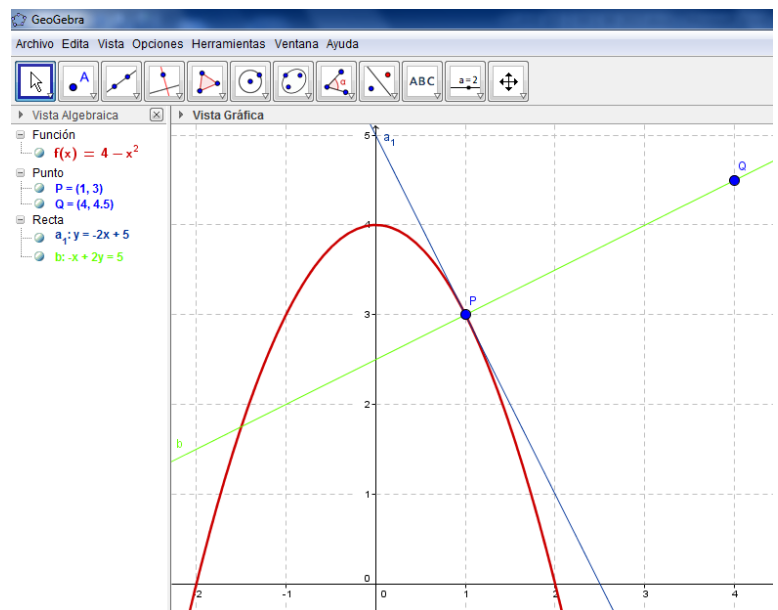 GeoGebra
Archivo Edita Vista Opciones Herramientas Ventana Ayuda
A
α
ABC
a=2
Vista Algebraica
Vista Gráfica
Función
f(x) = 4 − x²
Punto
P = (1, 3)
Q = (4, 4.5)
Recta
a₁: y = -2x + 5
b: -x + 2y = 5
5
a₁
Q
4
P
3
2
b
1
0
-2 -1 0 1 2 3 4